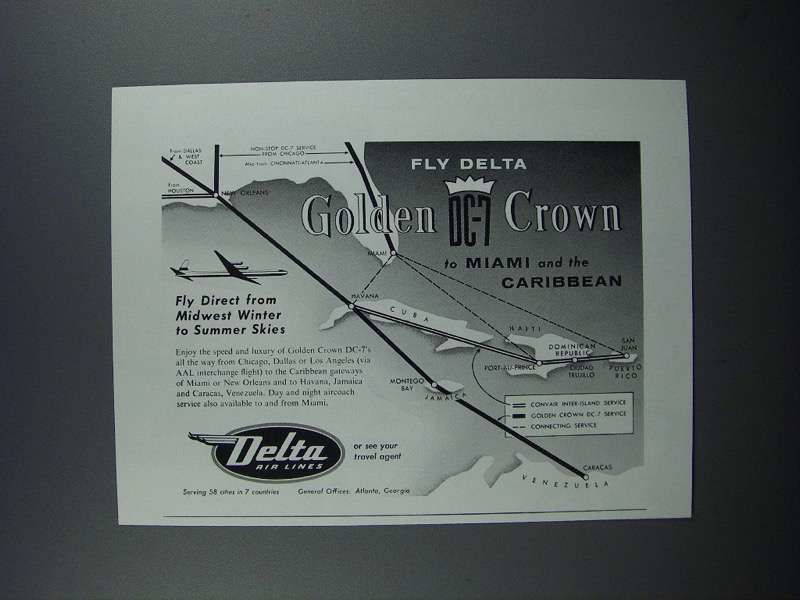 From DALLAS
& WEST
COAST
NON-STOP DC-7 SERVICE
FROM CHICAGO
Also from CINCINNATI-ATLANTA
From
HOUSTON
NEW ORLEANS
FLY DELTA
Golden DC-7 Crown
to MIAMI and the
CARIBBEAN
MIAMI
HAVANA
CUBA
HAITI
DOMINICAN
REPUBLIC
SAN
JUAN
PORT-AU-PRINCE
CIUDAD
TRUJILLO
PUERTO
RICO
MONTEGO
BAY
JAMAICA
Fly Direct from
Midwest Winter
to Summer Skies
Enjoy the speed and luxury of Golden Crown DC-7's
all the way from Chicago, Dallas or Los Angeles (via
AAL interchange flight) to the Caribbean gateways
of Miami or New Orleans and to Havana, Jamaica
and Caracas, Venezuela. Day and night aircoach
service also available to and from Miami.
CONVAIR INTER-ISLAND SERVICE
GOLDEN CROWN DC-7 SERVICE
CONNECTING SERVICE
Delta
AIR LINES
or see your
travel agent
CARACAS
VENEZUELA
Serving 58 cities in 7 countries
General Offices: Atlanta, Georgia